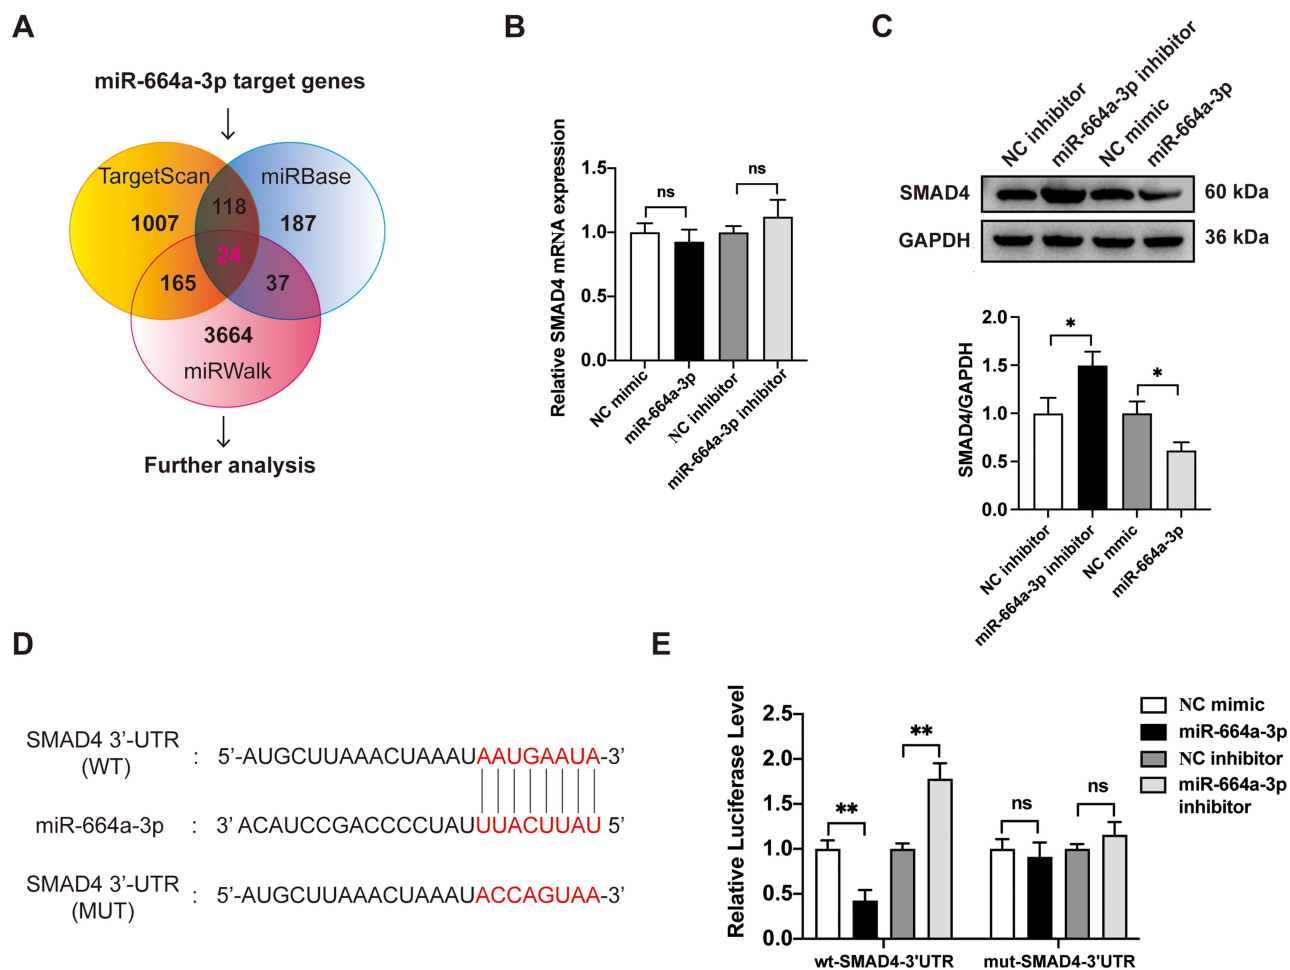 A
miR-664a-3p target genes
TargetScan
miRBase
118
1007
187
24
165
37
3664
miRWalk
Further analysis
B
Relative SMAD4 mRNA expression
1.5
1.0
0.5
0.0
ns
ns
NC mimic
miR-664a-3p
NC inhibitor
miR-664a-3p inhibitor
C
NC inhibitor
miR-664a-3p inhibitor
NC mimic
miR-664a-3p
SMAD4
60 kDa
GAPDH
36 kDa
SMAD4/GAPDH
2.0
1.5
1.0
0.5
0.0
*
*
NC inhibitor
miR-664a-3p inhibitor
NC mmic
miR-664a-3p
D
SMAD4 3’-UTR
(WT)
: 5’-AUGCUUAAACUAAAUAAUGAAUA-3’
miR-664a-3p : 3’ ACAUCCGACCCCUAUUUACUUAU 5’
SMAD4 3’-UTR
(MUT)
: 5’-AUGCUUAAACUAAAUACCAGUAA-3’
E
Relative Luciferase Level
2.5
2.0
1.5
1.0
0.5
0.0
**
**
ns
ns
wt-SMAD4-3'UTR
mut-SMAD4-3'UTR
NC mimic
miR-664a-3p
NC inhibitor
miR-664a-3p
inhibitor